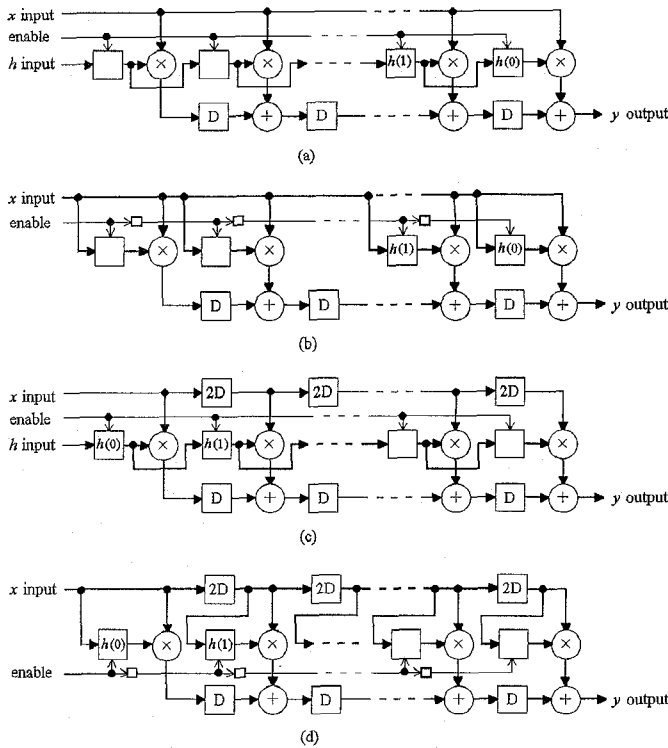 x input
enable
h input
h(1)
h(0)
×
×
×
×
D
+
D
+
D
+
y output
(a)
x input
enable
h(1)
h(0)
×
×
×
×
D
+
D
+
D
+
y output
(b)
x input
2D
2D
2D
enable
h input
h(0)
×
h(1)
×
×
×
D
+
D
+
D
+
y output
(c)
x input
2D
2D
2D
h(0)
×
h(1)
×
×
×
enable
D
+
D
+
D
+
y output
(d)